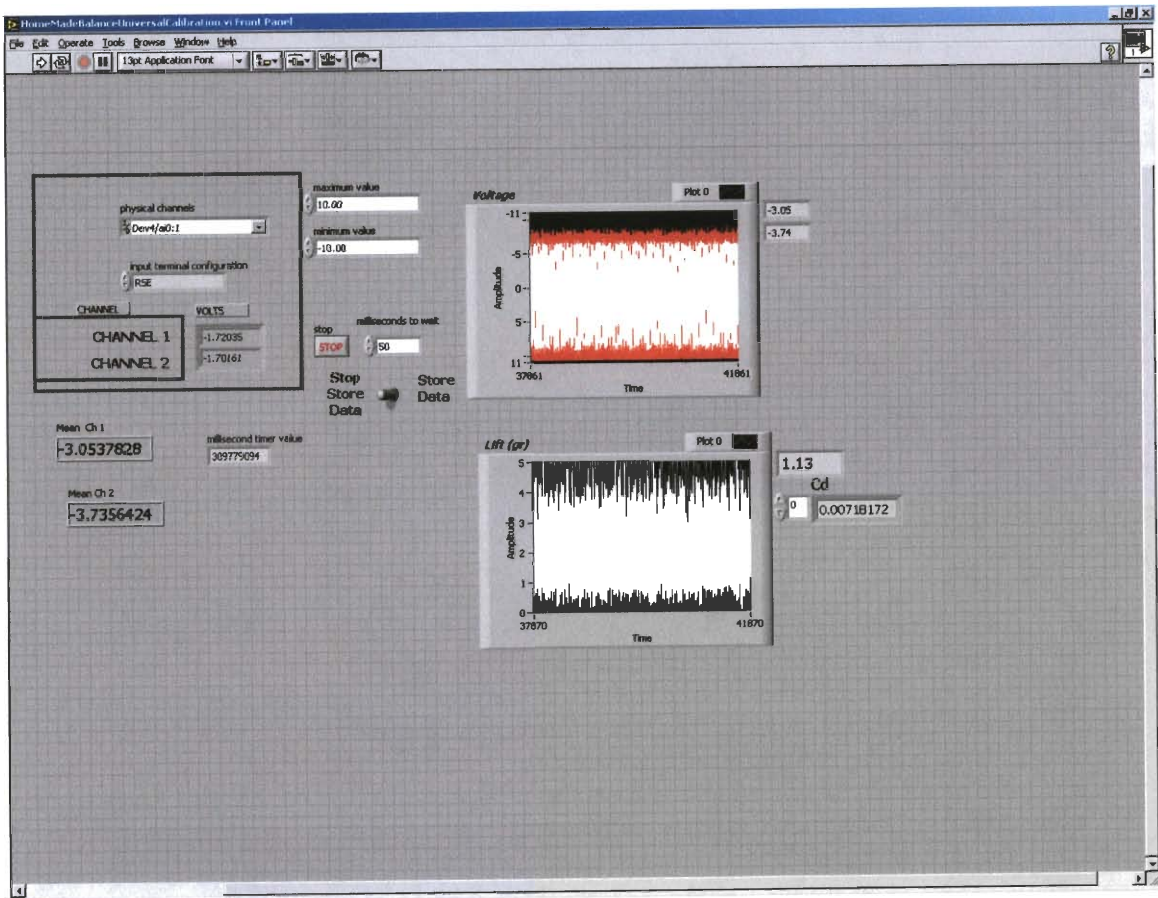 HomeMadeBalanceUniversalCalibration.vi Front Panel
File Edit Operate Tools Browse Window Help
13pt Application Font
?
1
physical channels
Dev4/ai0:1
input terminal configuration
RSE
CHANNEL VOLTS
CHANNEL 1 -1.72035
CHANNEL 2 -1.70161
maximum value
10.00
minimum value
-10.00
stop
STOP
milliseconds to wait
50
Stop Store Data
Store Data
Mean Ch 1
-3.0537828
millisecond timer value
309779094
Mean Ch 2
-3.7356424
Voltage
Plot 0
-3.05
-3.74
-11
-5
0
5
11
Amplitude
37861 41861
Time
Lift (gr)
Plot 0
1.13
Cd
0 0.00718172
5
4
3
2
1
0
Amplitude
37870 41870
Time